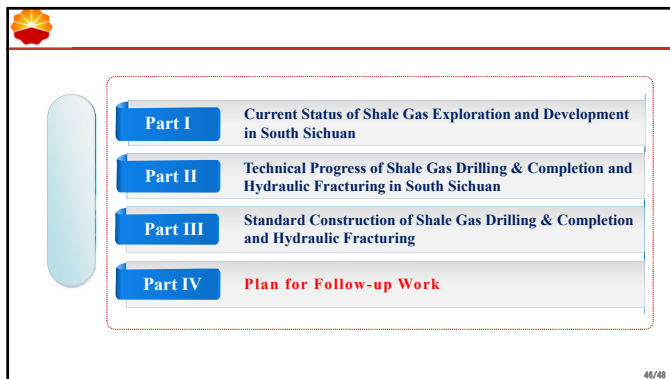 Part I
Current Status of Shale Gas Exploration and Development
in South Sichuan
Part II
Technical Progress of Shale Gas Drilling & Completion and
Hydraulic Fracturing in South Sichuan
Part III
Standard Construction of Shale Gas Drilling & Completion
and Hydraulic Fracturing
Part IV
Plan for Follow-up Work
46/48